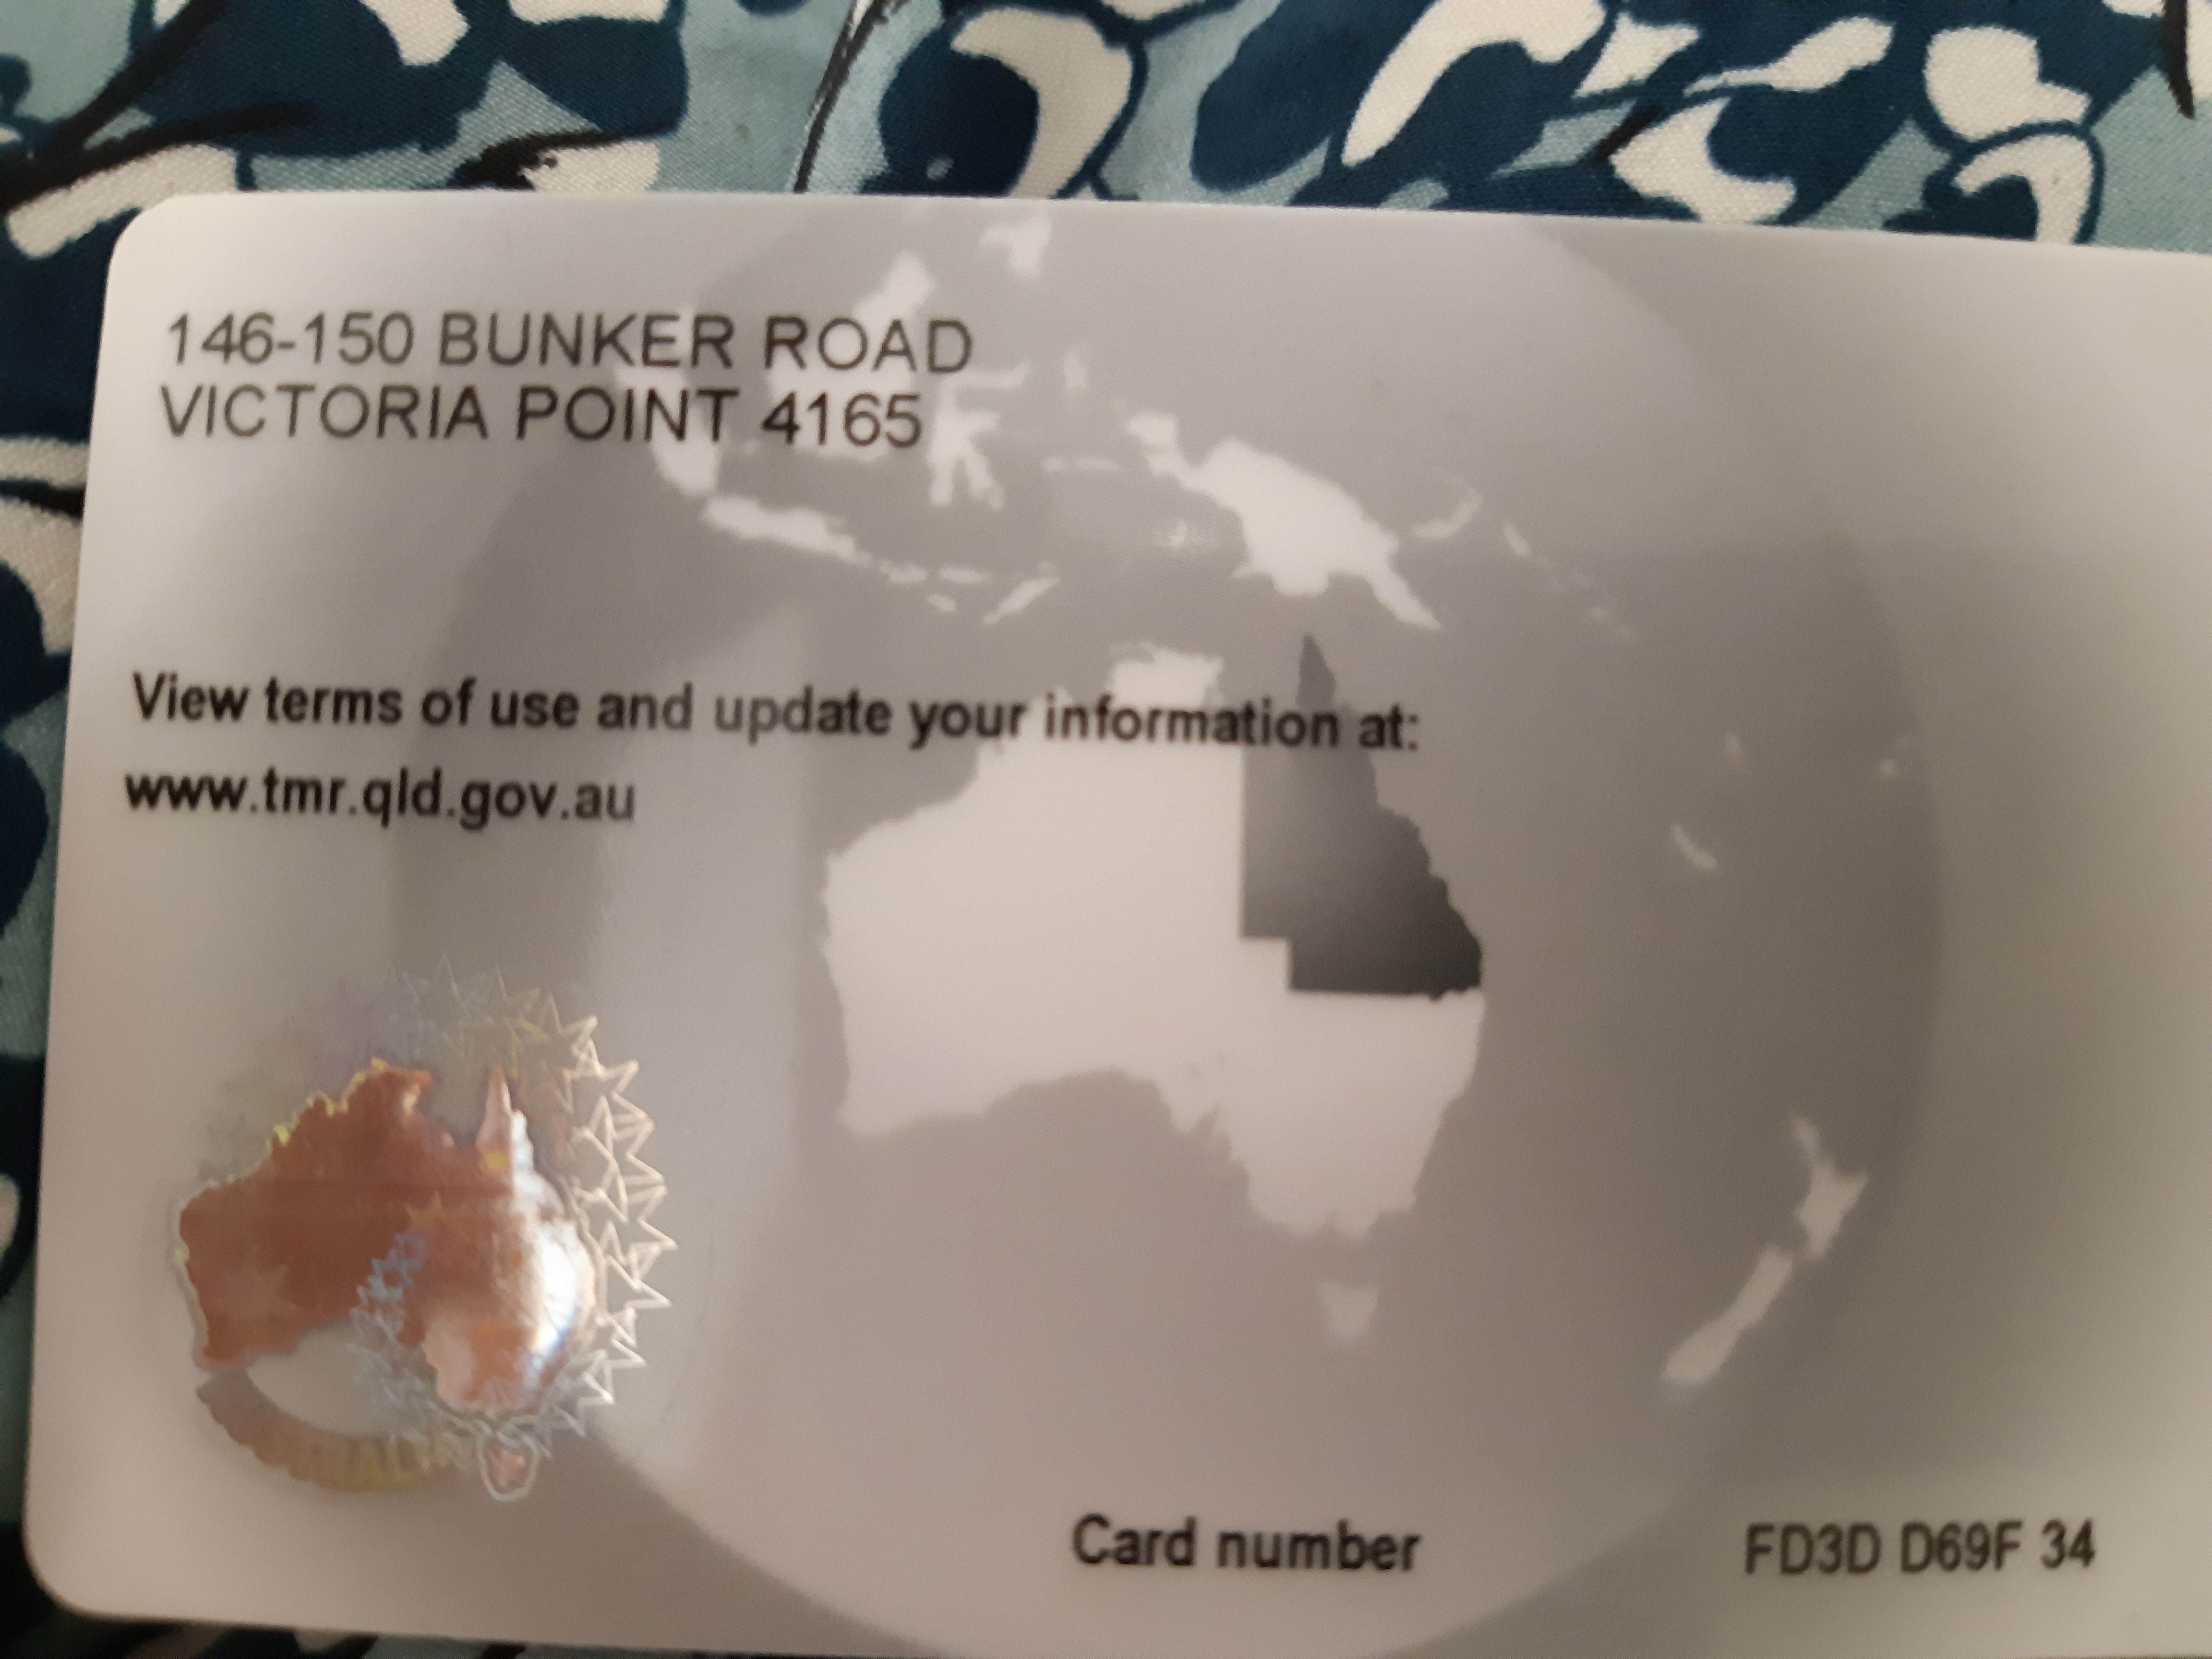 146-150 BUNKER ROAD
VICTORIA POINT 4165
View terms of use and update your information at:
www.tmr.qld.gov.au
Card number FD3D D69F 34